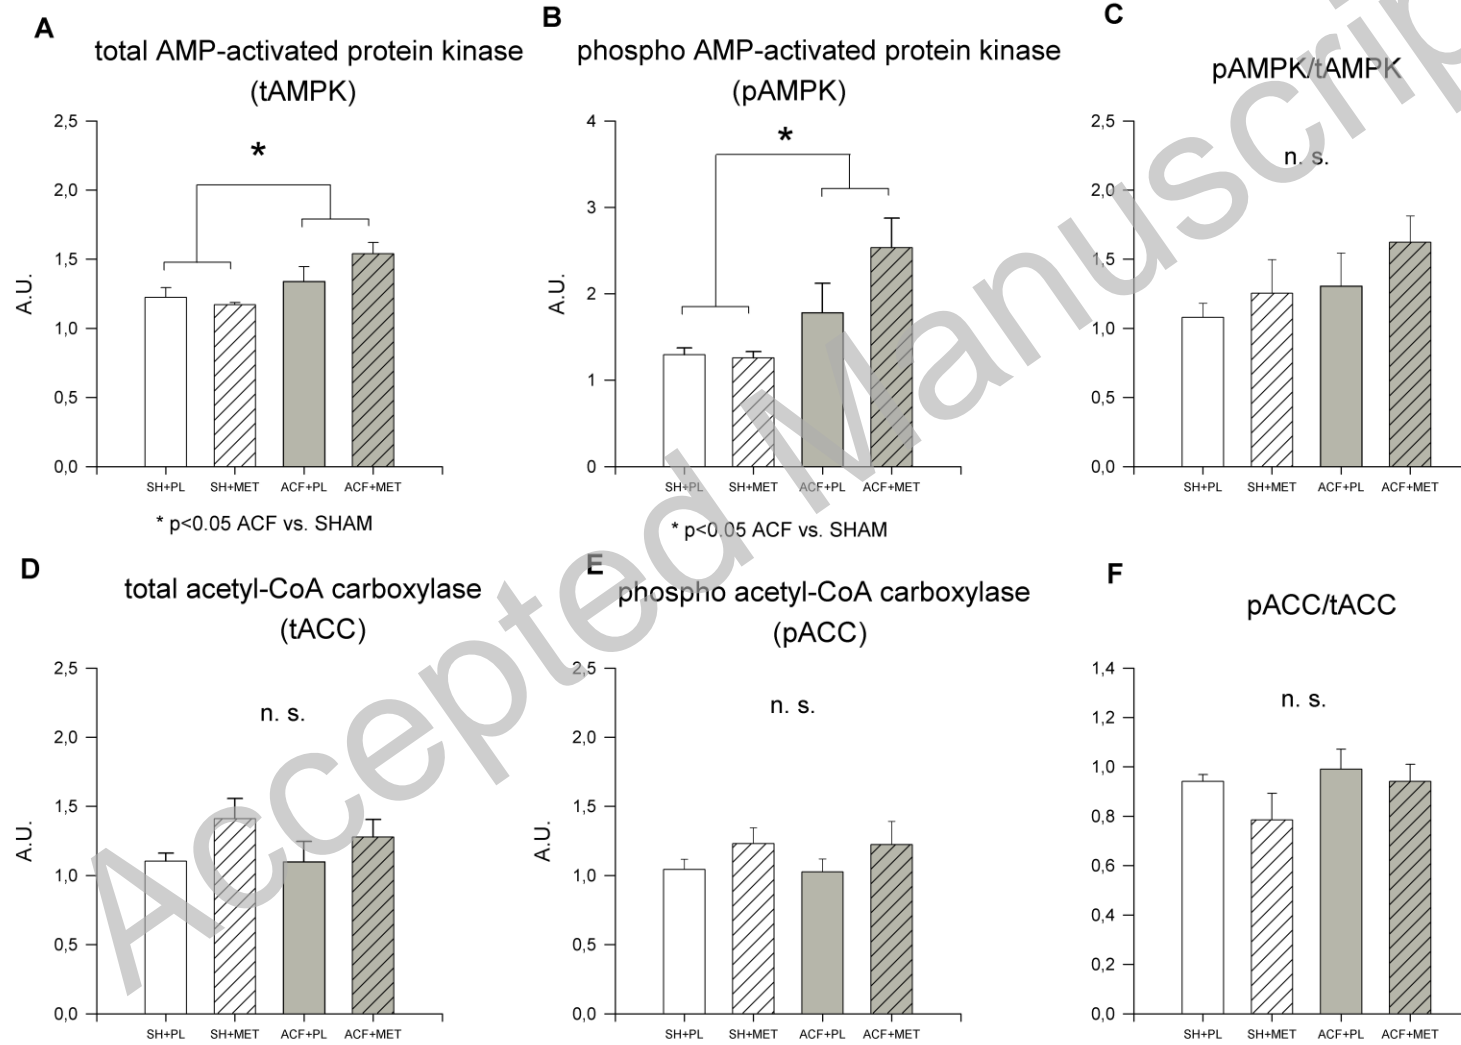 A
total AMP-activated protein kinase
(tAMPK)
2,5
2,0
1,5
1,0
0,5
0,0
A.U.
*
SH+PL SH+MET ACF+PL ACF+MET
* p<0.05 ACF vs. SHAM
B
phospho AMP-activated protein kinase
(pAMPK)
4
3
2
1
0
A.U.
*
SH+PL SH+MET ACF+PL ACF+MET
* p<0.05 ACF vs. SHAM
C
pAMPK/tAMPK
2,5
2,0
1,5
1,0
0,5
0,0
n. s.
SH+PL SH+MET ACF+PL ACF+MET
D
total acetyl-CoA carboxylase
(tACC)
2,5
2,0
1,5
1,0
0,5
0,0
A.U.
n. s.
SH+PL SH+MET ACF+PL ACF+MET
E
phospho acetyl-CoA carboxylase
(pACC)
2,5
2,0
1,5
1,0
0,5
0,0
A.U.
n. s.
SH+PL SH+MET ACF+PL ACF+MET
F
pACC/tACC
1,4
1,2
1,0
0,8
0,6
0,4
0,2
0,0
n. s.
SH+PL SH+MET ACF+PL ACF+MET
Accepted Manuscrip